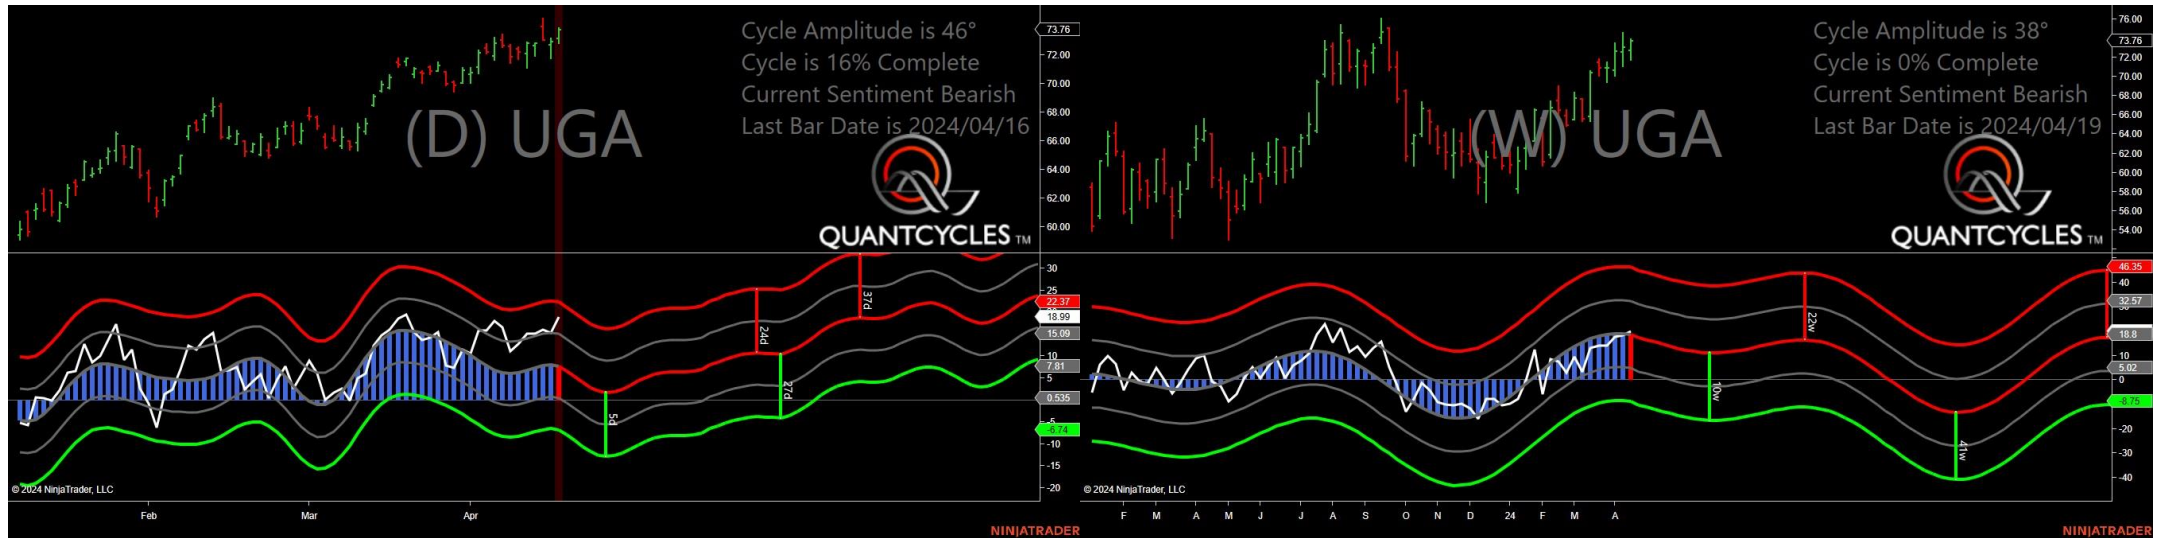 Cycle Amplitude is 46°
Cycle is 16% Complete
Current Sentiment Bearish
Last Bar Date is 2024/04/16
(D) UGA
QUANTCYCLES TM
73.76
72.00
70.00
68.00
66.00
64.00
62.00
60.00
30
25
22.37
18.99
15.09
10
7.81
5
0.535
-6.74
-10
-15
-20
5d
24d
27d
37d
© 2024 NinjaTrader, LLC
Feb Mar Apr
NINJATRADER
Cycle Amplitude is 38°
Cycle is 0% Complete
Current Sentiment Bearish
Last Bar Date is 2024/04/19
(W) UGA
QUANTCYCLES TM
76.00
73.76
72.00
70.00
68.00
66.00
64.00
62.00
60.00
58.00
56.00
54.00
46.35
40
32.57
18.8
10
5.02
0
-8.75
-20
-30
-40
10w
22w
41w
© 2024 NinjaTrader, LLC
F M A M J J A S O N D 24 F M A
NINJATRADER